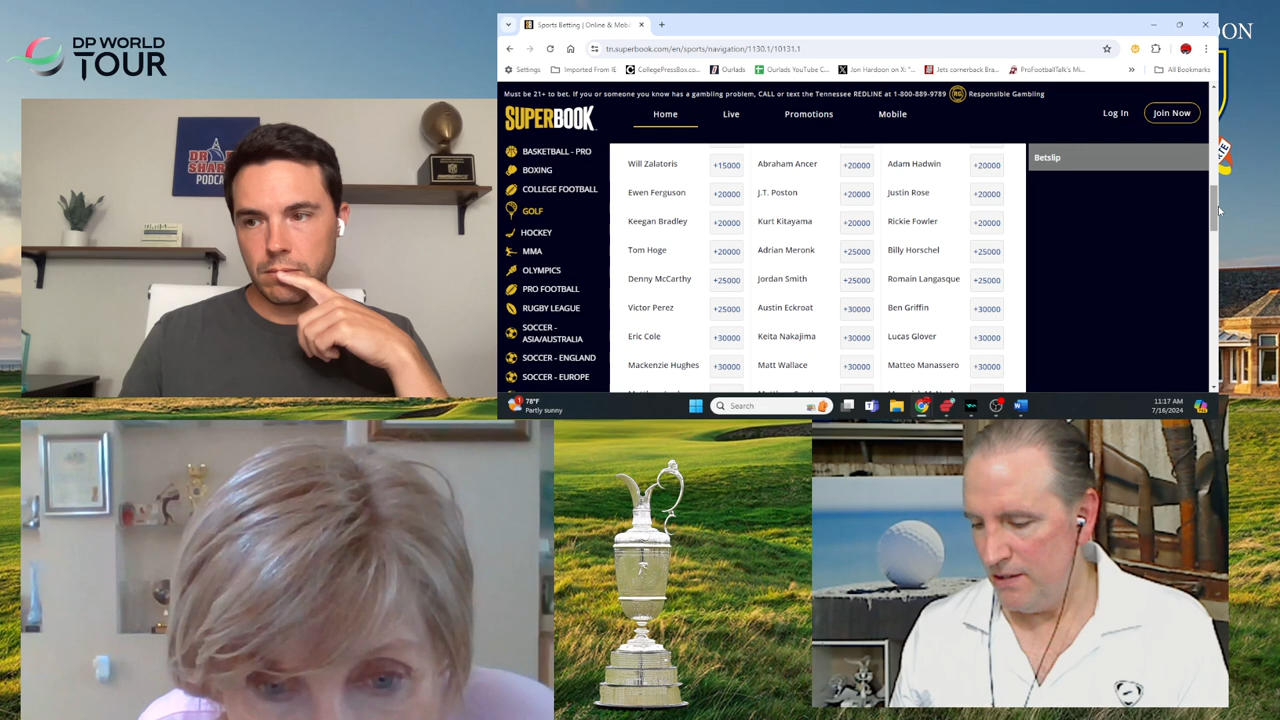 DP WORLD
TOUR
DR
SHAR
PODCA
Sports Betting | Online & Mobi
tn.superbook.com/en/sports/navigation/1130.1/10131.1
Settings
Imported From IE
CollegePressBox.co...
Ourlads
Ourlads YouTube C...
Jon Hardoon on X: "...
Jets cornerback Bra...
ProFootballTalk's Mi...
»
All Bookmarks
Must be 21+ to bet. If you or someone you know has a gambling problem, CALL or text the Tennessee REDLINE at 1-800-889-9789 RG Responsible Gambling
SUPERBOOK
Home Live Promotions Mobile
Log In Join Now
BASKETBALL - PRO
BOXING
COLLEGE FOOTBALL
GOLF
HOCKEY
MMA
OLYMPICS
PRO FOOTBALL
RUGBY LEAGUE
SOCCER -
ASIA/AUSTRALIA
SOCCER - ENGLAND
SOCCER - EUROPE
Will Zalatoris +15000 Abraham Ancer +20000 Adam Hadwin +20000
Ewen Ferguson +20000 J.T. Poston +20000 Justin Rose +20000
Keegan Bradley +20000 Kurt Kitayama +20000 Rickie Fowler +20000
Tom Hoge +20000 Adrian Meronk +25000 Billy Horschel +25000
Denny McCarthy +25000 Jordan Smith +25000 Romain Langasque +25000
Victor Perez +25000 Austin Eckroat +30000 Ben Griffin +30000
Eric Cole +30000 Keita Nakajima +30000 Lucas Glover +30000
Mackenzie Hughes +30000 Matt Wallace +30000 Matteo Manassero +30000
Betslip
78°F
Partly sunny
Search
11:17 AM
7/16/2024
OON